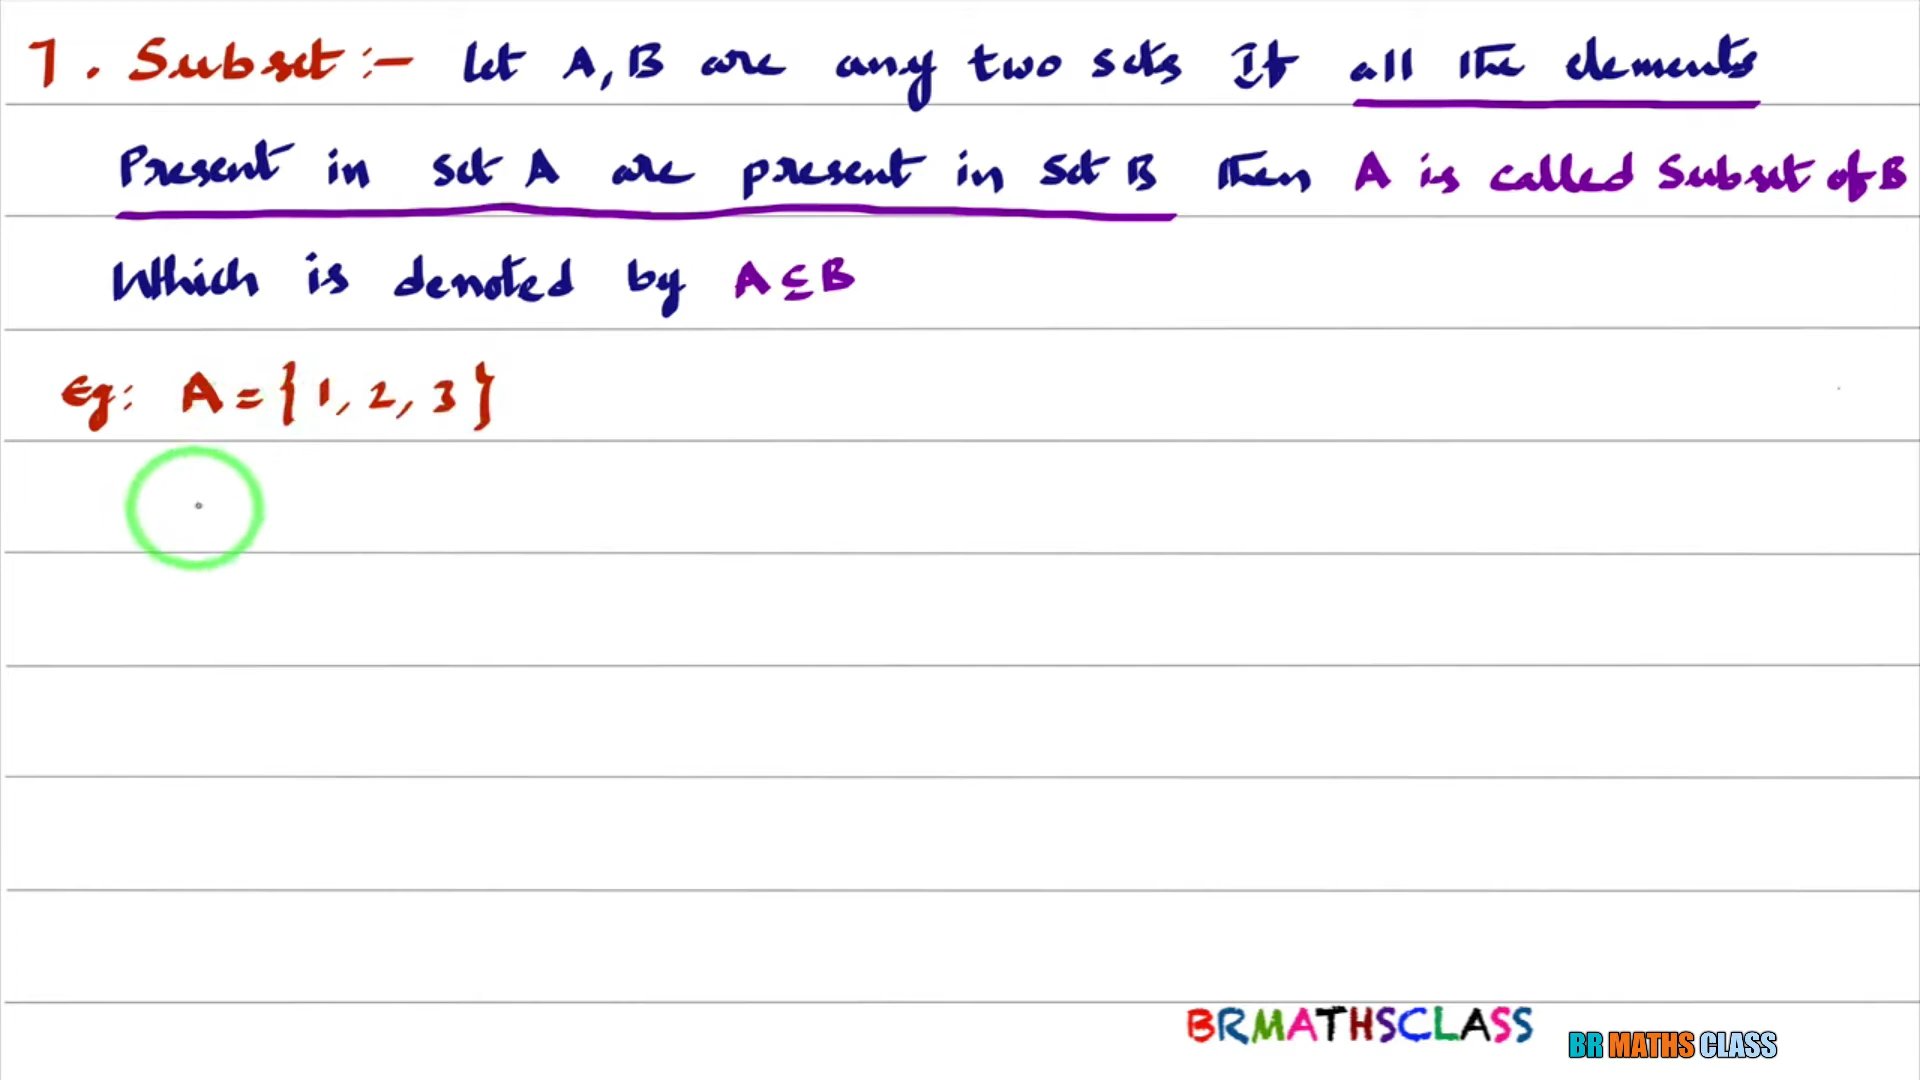 7. Subset :- let A, B are any two sets If all the elements
Present in set A are present in set B then A is called Subset of B
Which is denoted by A ⊆ B
Eg: A = { 1, 2, 3 }
BRMATHSCLASS
BR MATHS CLASS